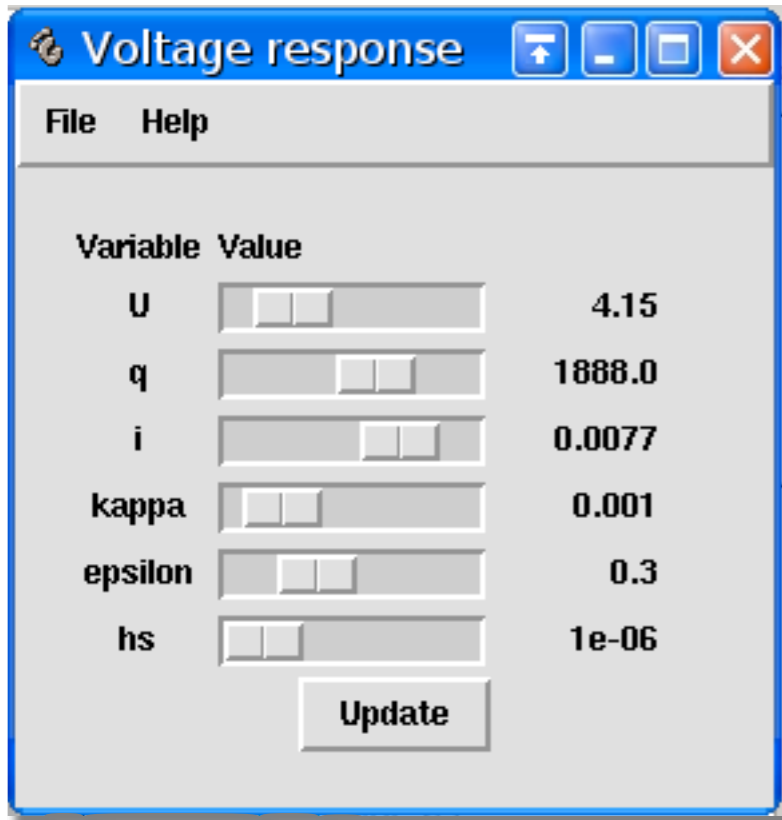 Voltage response
File Help
Variable Value
U 4.15
q 1888.0
i 0.0077
kappa 0.001
epsilon 0.3
hs 1e-06
Update